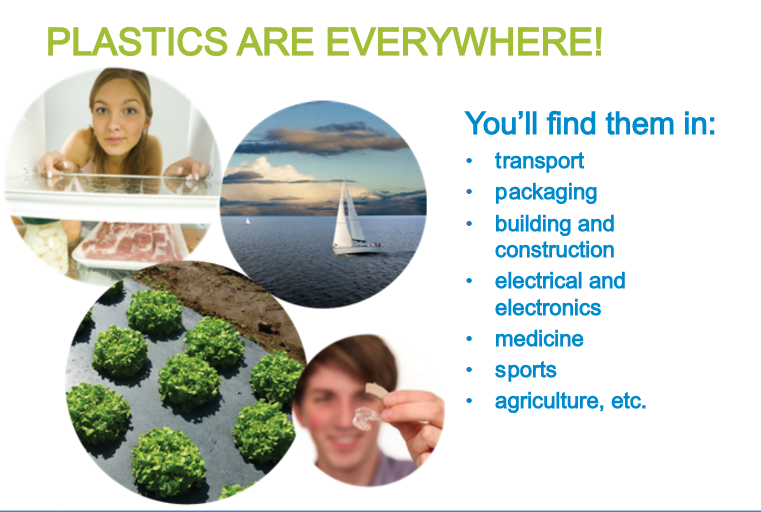 PLASTICS ARE EVERYWHERE!
You’ll find them in:
• transport
• packaging
• building and
construction
• electrical and
electronics
• medicine
• sports
• agriculture, etc.